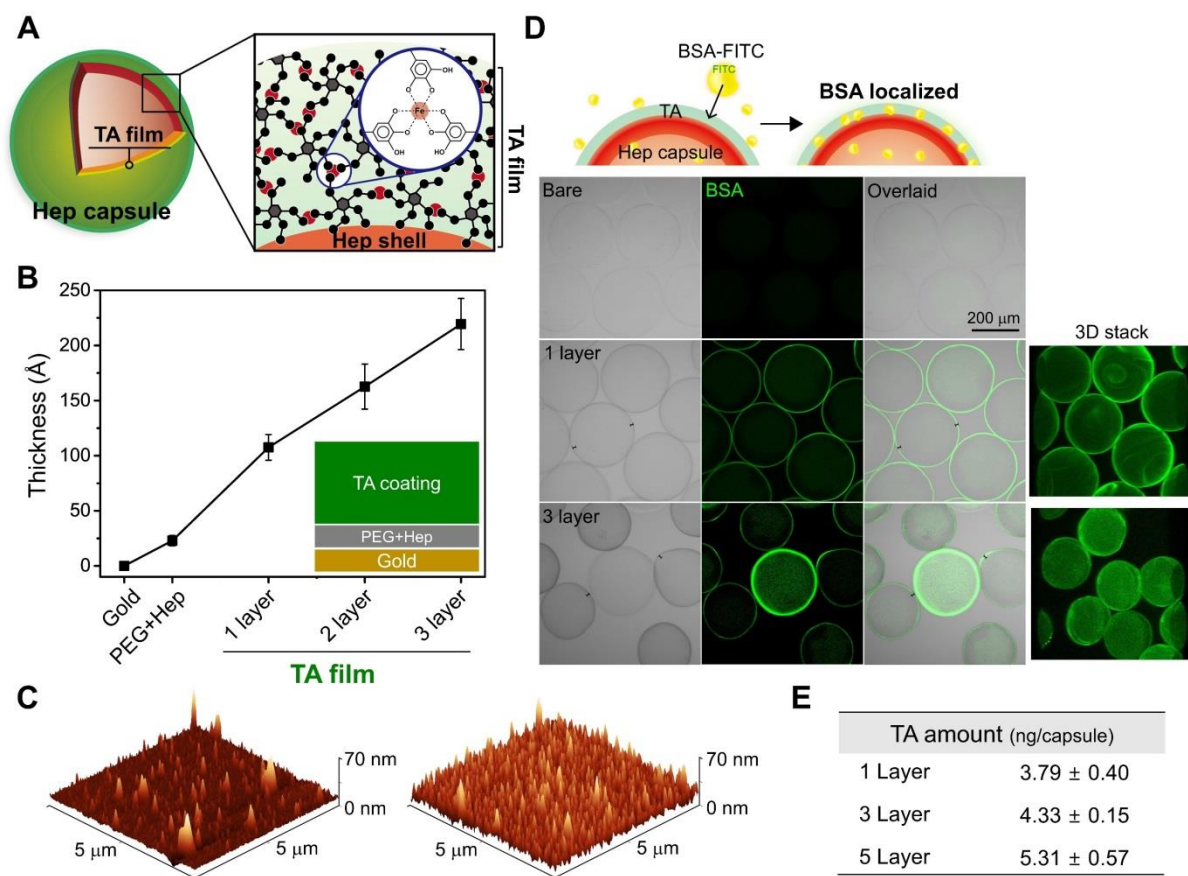 A
TA film
Hep capsule
Fe
O
O
O
O
O
O
OH
OH
HO
Hep shell
TA film
B
Thickness (Å)
250
200
150
100
50
0
Gold
PEG+Hep
1 layer
2 layer
3 layer
TA film
TA coating
PEG+Hep
Gold
C
70 nm
0 nm
5 μm
5 μm
70 nm
0 nm
5 μm
5 μm
D
BSA-FITC
FITC
TA
Hep capsule
BSA localized
Bare
BSA
Overlaid
200 μm
3D stack
1 layer
3 layer
E
TA amount (ng/capsule)
1 Layer 3.79 ± 0.40
3 Layer 4.33 ± 0.15
5 Layer 5.31 ± 0.57